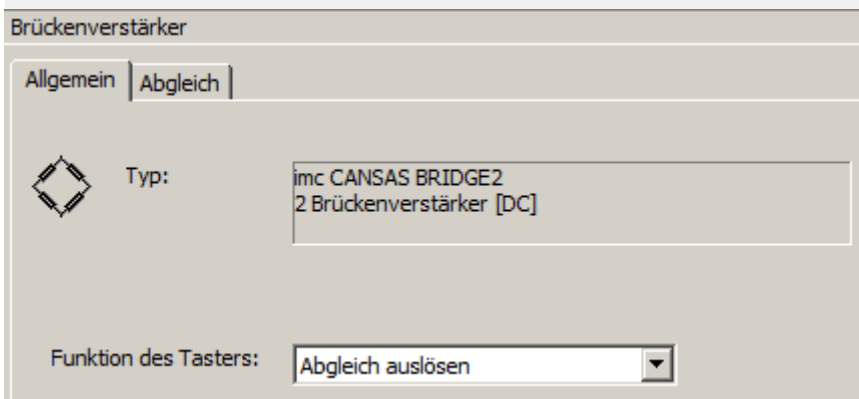 Brückenverstärker
Allgemein Abgleich
Typ: imc CANSAS BRIDGE2
2 Brückenverstärker [DC]
Funktion des Tasters: Abgleich auslösen